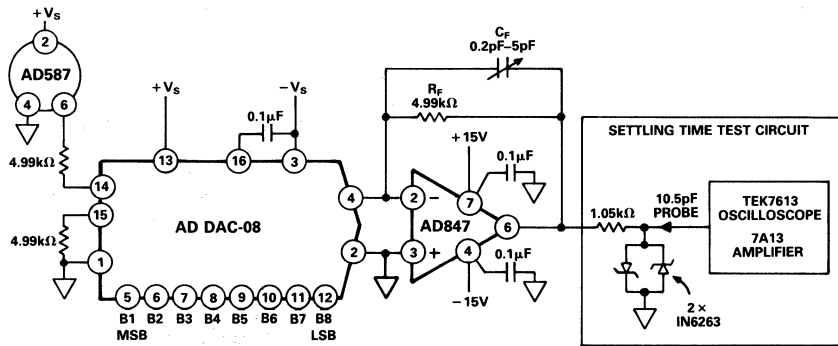 +VS
2
AD587
4
6
4.99kΩ
14
15
4.99kΩ
1
+VS
13
0.1μF
16
−VS
3
AD DAC-08
4
2
5
6
7
8
9
10
11
12
B1
B2
B3
B4
B5
B6
B7
B8
MSB
LSB
CF
0.2pF–5pF
RF
4.99kΩ
+15V
0.1μF
7
2
−
AD847
6
3
+
4
0.1μF
−15V
SETTLING TIME TEST CIRCUIT
1.05kΩ
10.5pF
PROBE
TEK7613
OSCILLOSCOPE
7A13
AMPLIFIER
2 ×
IN6263